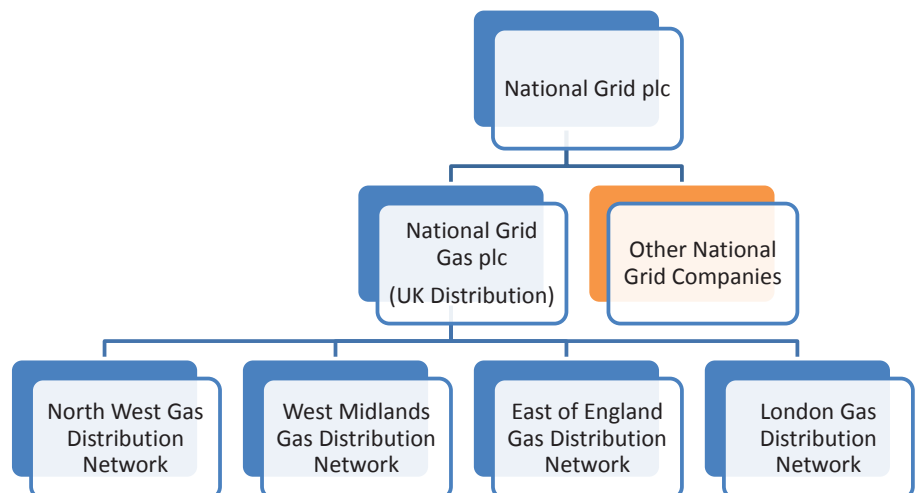 National Grid plc
National Grid
Gas plc
(UK Distribution)
Other National
Grid Companies
North West Gas
Distribution
Network
West Midlands
Gas Distribution
Network
East of England
Gas Distribution
Network
London Gas
Distribution
Network